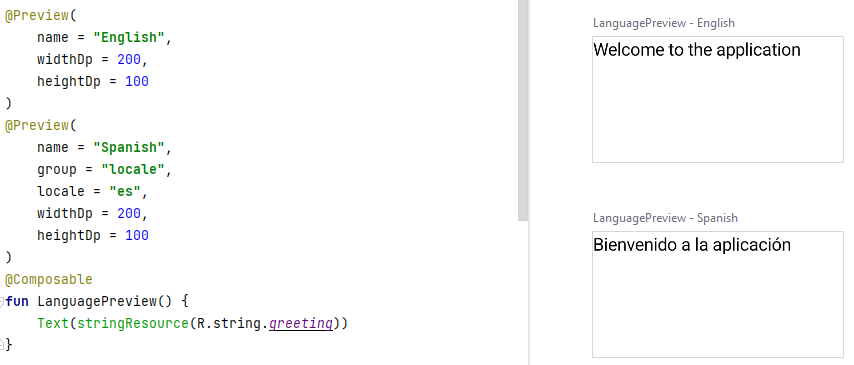 @Preview(
    name = "English",
    widthDp = 200,
    heightDp = 100
)
@Preview(
    name = "Spanish",
    group = "locale",
    locale = "es",
    widthDp = 200,
    heightDp = 100
)
@Composable
fun LanguagePreview() {
    Text(stringResource(R.string.greeting))
}
LanguagePreview - English
Welcome to the application
LanguagePreview - Spanish
Bienvenido a la aplicación